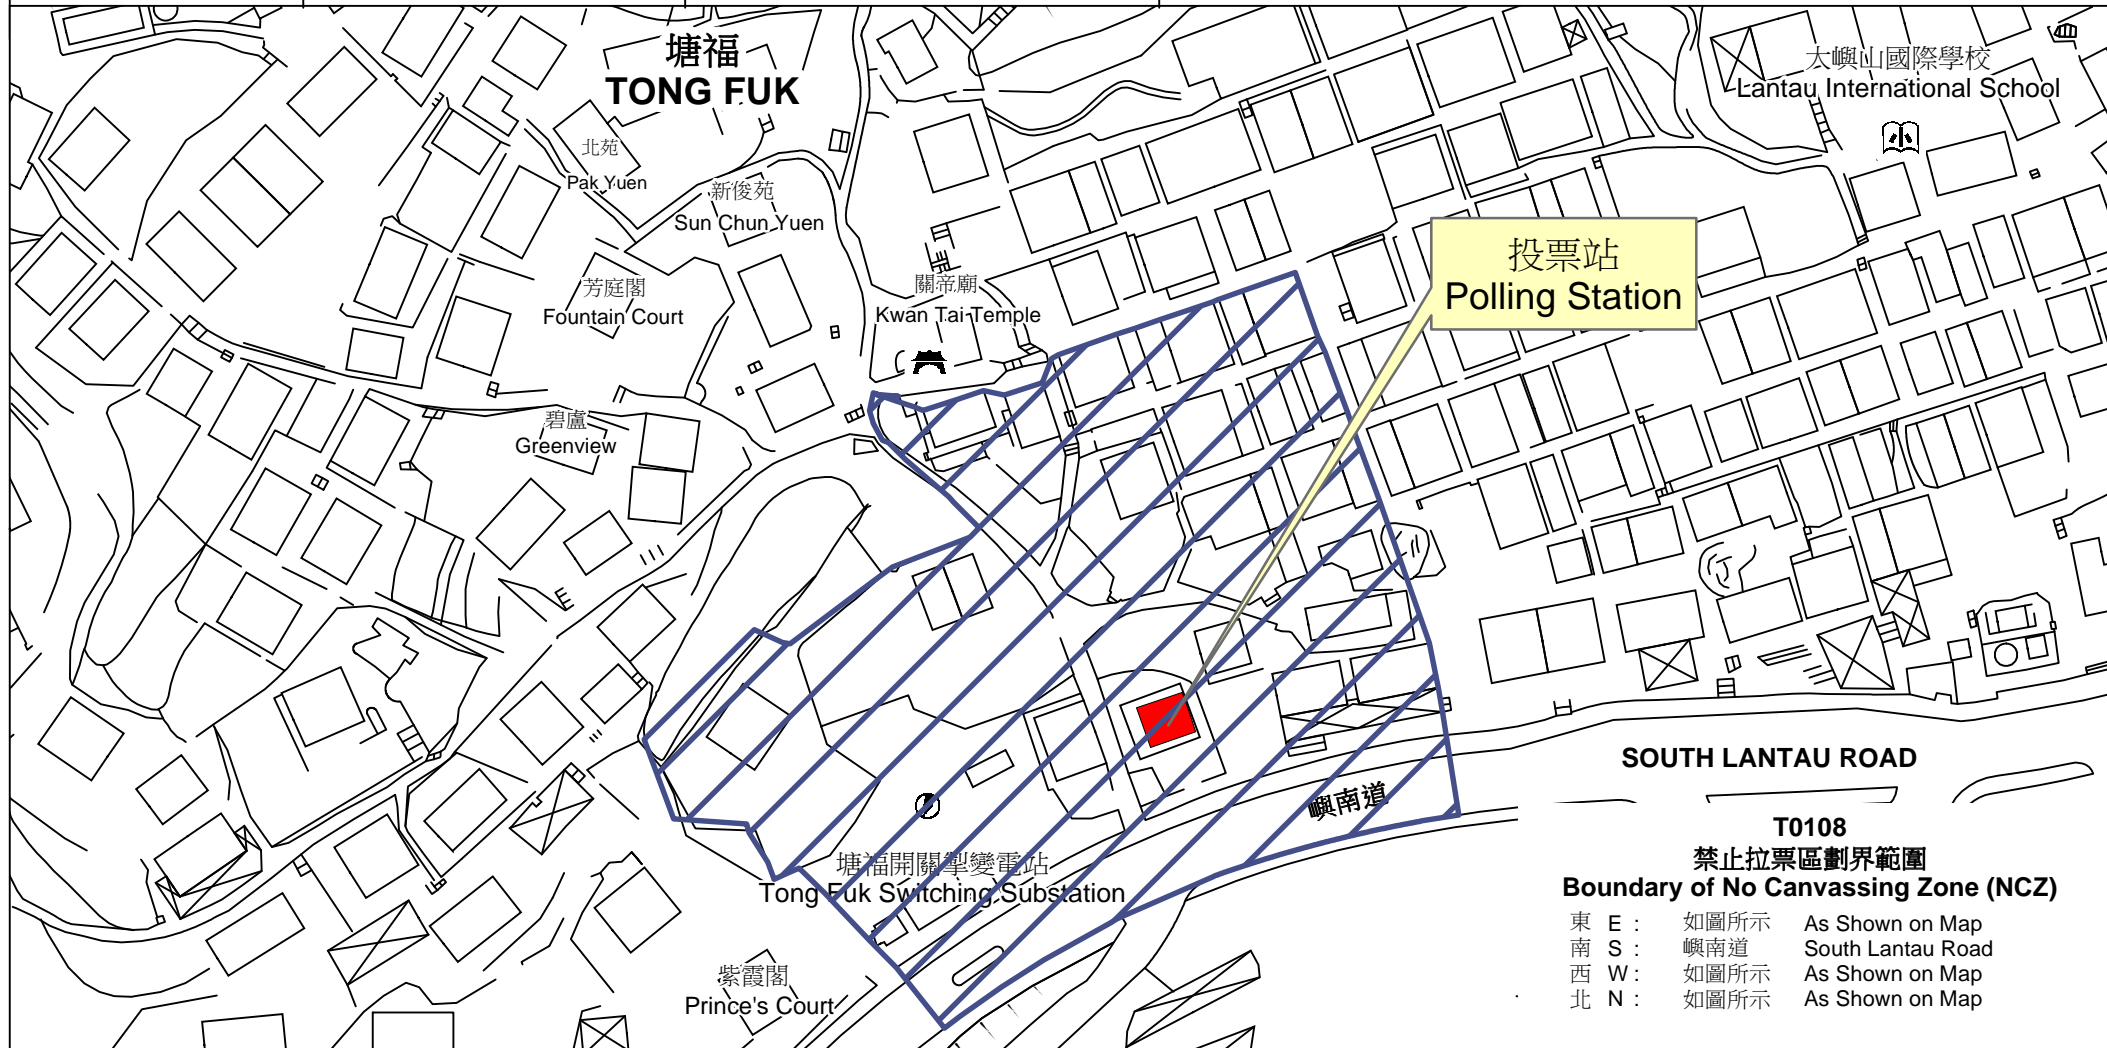 塘福
TONG FUK
大嶼山國際學校
Lantau International School
北苑
Pak Yuen
新俊苑
Sun Chun Yuen
投票站
Polling Station
關帝廟
Kwan Tai Temple
芳庭閣
Fountain Court
碧盧
Greenview
SOUTH LANTAU ROAD
嶼南道
塘福開關掣變電站
Tong Fuk Switching Substation
紫霞閣
Prince's Court
T0108
禁止拉票區劃界範圍
Boundary of No Canvassing Zone (NCZ)
東 E : 如圖所示 As Shown on Map
南 S : 嶼南道 South Lantau Road
西 W : 如圖所示 As Shown on Map
北 N : 如圖所示 As Shown on Map